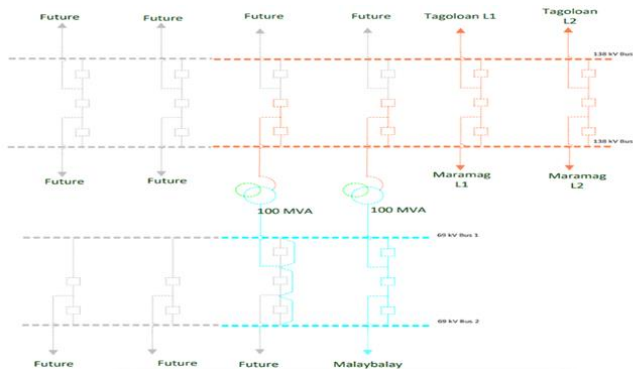 Future
Future
Future
Future
Tagoloan L1
Tagoloan
L2
138 kV Bus
138 kV Bus
Future
Future
Maramag
L1
Maramag
L2
100 MVA
100 MVA
69 kV Bus 1
69 kV Bus 2
Future
Future
Future
Malaybalay